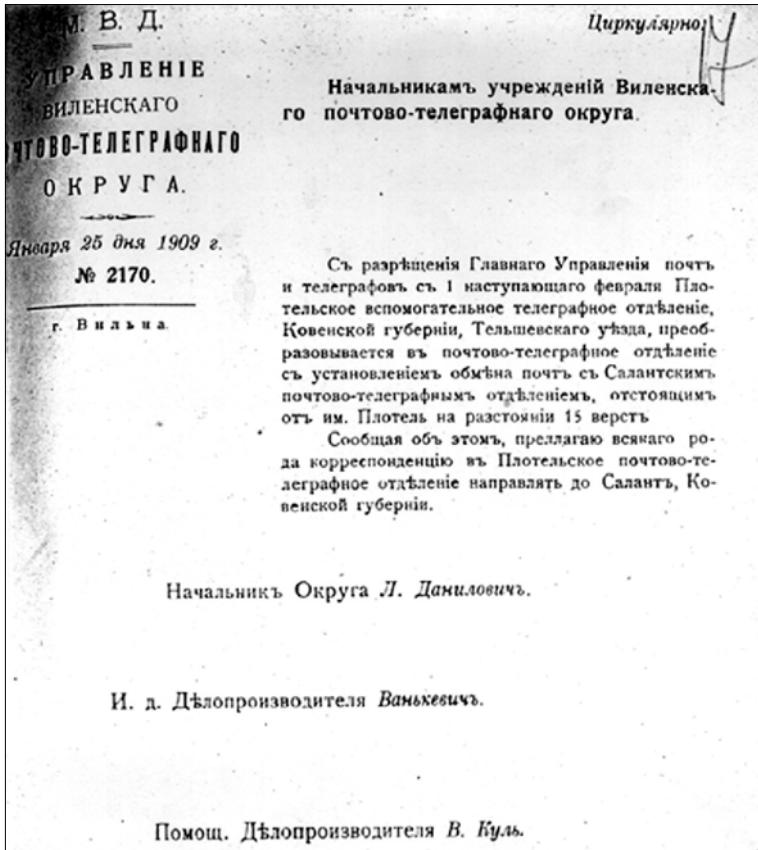 М. В. Д.
УПРАВЛЕНІЕ
ВИЛЕНСКАГО
ПОЧТОВО-ТЕЛЕГРАФНАГО
ОКРУГА.
Января 25 дня 1909 г.
№ 2170.
г. Вильна.
Циркулярно.
Начальникамъ учрежденій Виленска-
го почтово-телеграфнаго округа.
Съ разрѣщенія Главнаго Управленія почтъ
и телеграфовъ съ 1 наступающаго февраля Пло-
тельское вспомогательное телеграфное отдѣленіе,
Ковенской губерніи, Тельшевскаго уѣзда, преоб-
разовывается въ почтово-телеграфное отдѣленіе
съ установленіемъ обмѣна почтъ съ Салантскимъ
почтово-телеграфнымъ отдѣленіемъ, отстоящимъ
отъ им. Плотель на разстояніи 15 верстъ
Сообщая объ этомъ, преллагаю всякаго ро-
да корреспонденцію въ Плотельское почтово-те-
леграфное отдѣленіе направлять до Салантъ, Ко-
венской губерніи.
Начальникъ Округа Л. Даниловичъ.
И. д. Дѣлопроизводителя Ванькевичъ.
Помощ. Дѣлопроизводителя В. Куль.